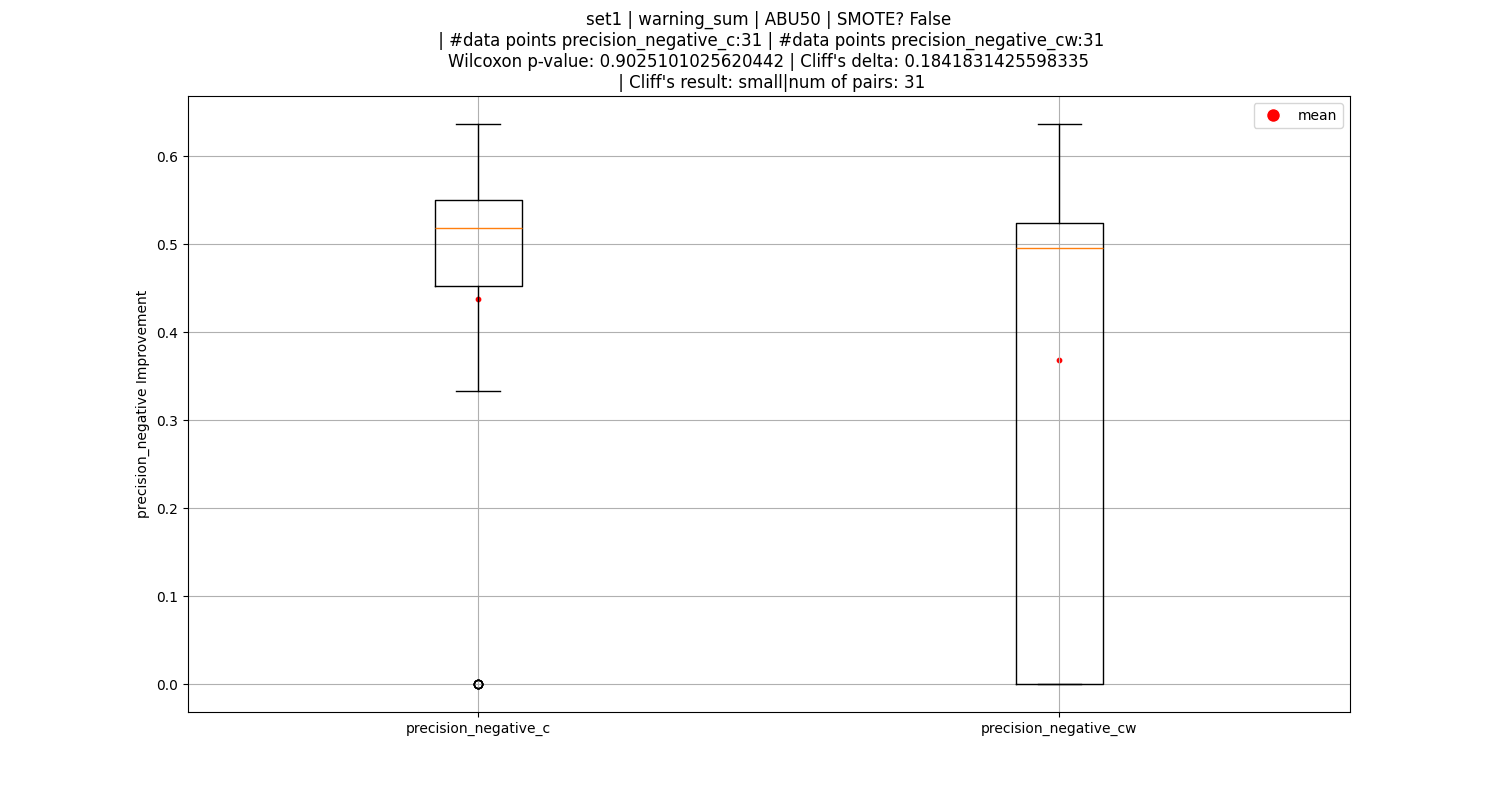 set1 | warning_sum | ABU50 | SMOTE? False
| #data points precision_negative_c:31 | #data points precision_negative_cw:31
Wilcoxon p-value: 0.9025101025620442 | Cliff's delta: 0.1841831425598335
| Cliff's result: small|num of pairs: 31
mean
precision_negative Improvement
0.6
0.5
0.4
0.3
0.2
0.1
0.0
precision_negative_c
precision_negative_cw